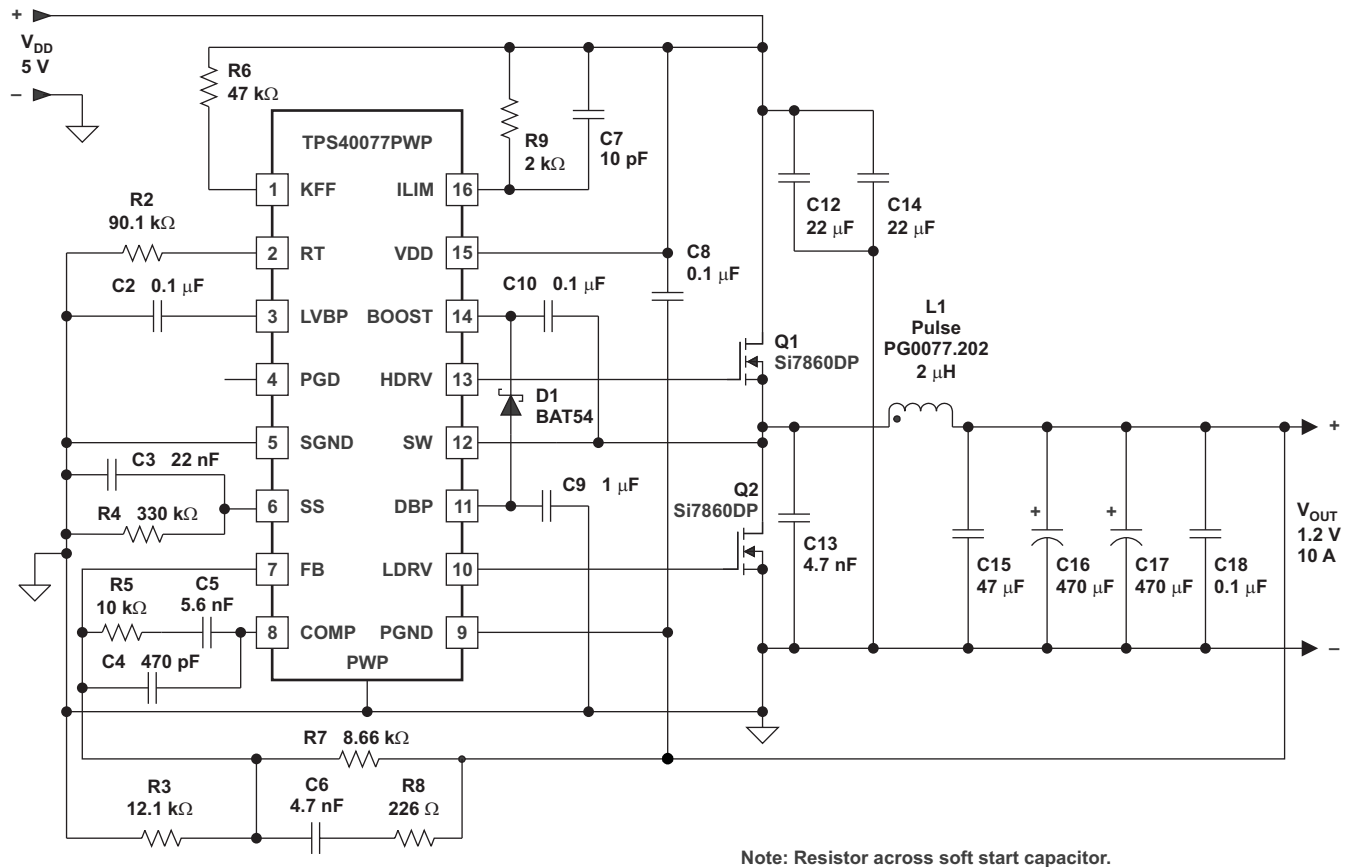 +
V_DD
5 V
–
R6
47 kΩ
TPS40077PWP
R9
2 kΩ
C7
10 pF
1 KFF
ILIM 16
R2
90.1 kΩ
2 RT
VDD 15
C12
22 μF
C14
22 μF
C8
0.1 μF
C2 0.1 μF
3 LVBP
BOOST 14
C10 0.1 μF
L1
Pulse
PG0077.202
2 μH
Q1
Si7860DP
4 PGD
HDRV 13
D1
BAT54
5 SGND
SW 12
+
C3 22 nF
6 SS
DBP 11
C9 1 μF
Q2
Si7860DP
R4 330 kΩ
C13
4.7 nF
+
+
C15
47 μF
C16
470 μF
C17
470 μF
C18
0.1 μF
V_OUT
1.2 V
10 A
7 FB
LDRV 10
R5
10 kΩ
C5
5.6 nF
8 COMP
PGND 9
C4 470 pF
PWP
–
R7 8.66 kΩ
R3
12.1 kΩ
C6
4.7 nF
R8
226 Ω
Note: Resistor across soft start capacitor.